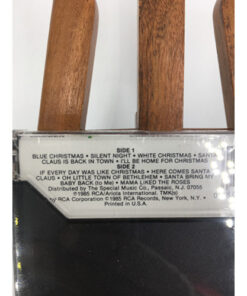 SIDE 1
BLUE CHRISTMAS • SILENT NIGHT • WHITE CHRISTMAS • SANTA
CLAUS IS BACK IN TOWN • I'LL BE HOME FOR CHRISTMAS
SIDE 2
IF EVERY DAY WAS LIKE CHRISTMAS • HERE COMES SANTA
CLAUS • OH LITTLE TOWN OF BETHLEHEM • SANTA BRING MY
BABY BACK (to Me) • MAMA LIKED THE ROSES
Distributed by The Special Music Co., Passaic, N.J. 07055
©1985 RCA/Ariola International. TMK(s)
by RCA Corporation ©1985 RCA Records, New York, N.Y. •
Printed in U.S.A.